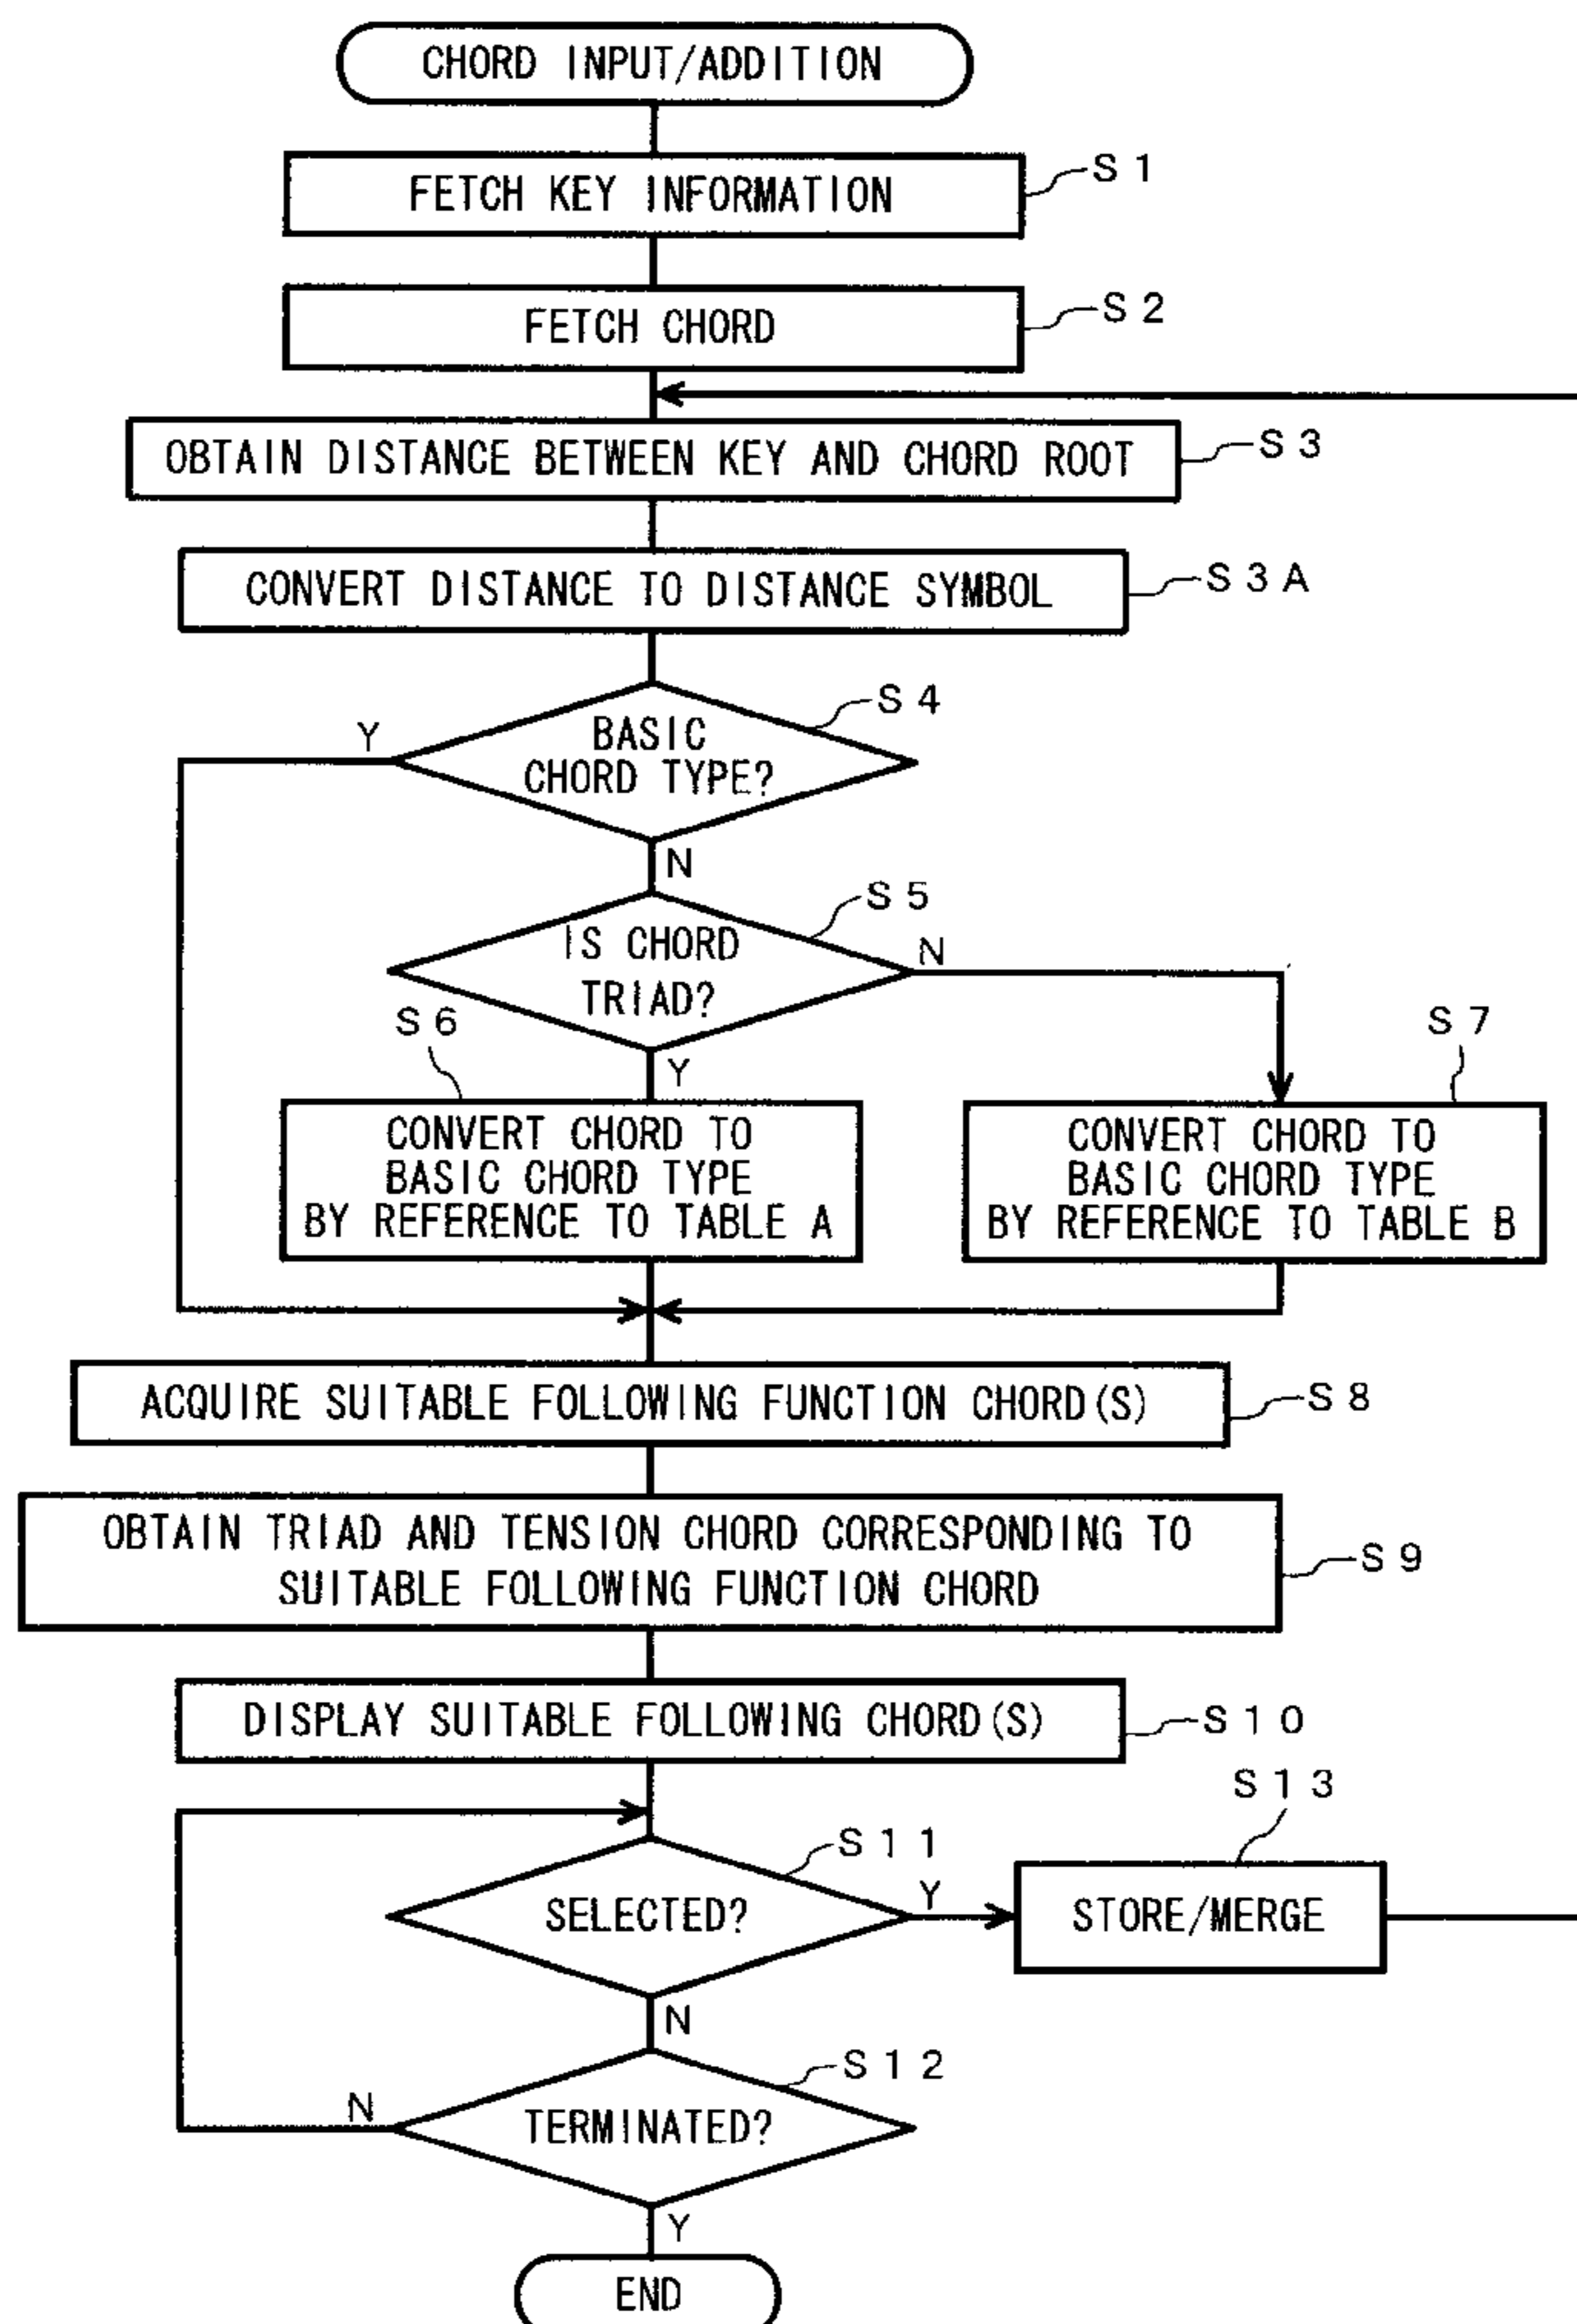 CHORD INPUT/ADDITION
FETCH KEY INFORMATION
S1
FETCH CHORD
S2
OBTAIN DISTANCE BETWEEN KEY AND CHORD ROOT
S3
CONVERT DISTANCE TO DISTANCE SYMBOL
S3A
S4
Y
BASIC
CHORD TYPE?
N
S5
IS CHORD
TRIAD?
N
S6
Y
S7
CONVERT CHORD TO
BASIC CHORD TYPE
BY REFERENCE TO TABLE A
CONVERT CHORD TO
BASIC CHORD TYPE
BY REFERENCE TO TABLE B
ACQUIRE SUITABLE FOLLOWING FUNCTION CHORD(S)
S8
OBTAIN TRIAD AND TENSION CHORD CORRESPONDING TO
SUITABLE FOLLOWING FUNCTION CHORD
S9
DISPLAY SUITABLE FOLLOWING CHORD(S)
S10
S11
SELECTED?
Y
S13
STORE/MERGE
N
S12
N
TERMINATED?
Y
END